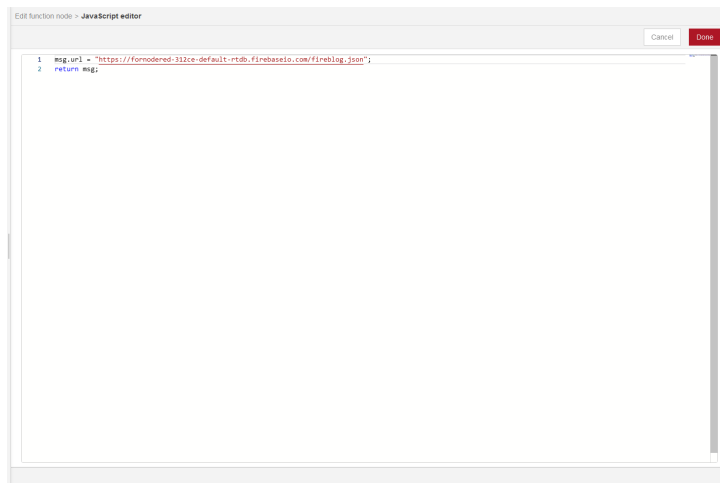 Edit function node > JavaScript editor
Cancel Done
1 msg.url = "https://fornodered-312ce-default-rtdb.firebaseio.com/fireblog.json";
2 return msg;